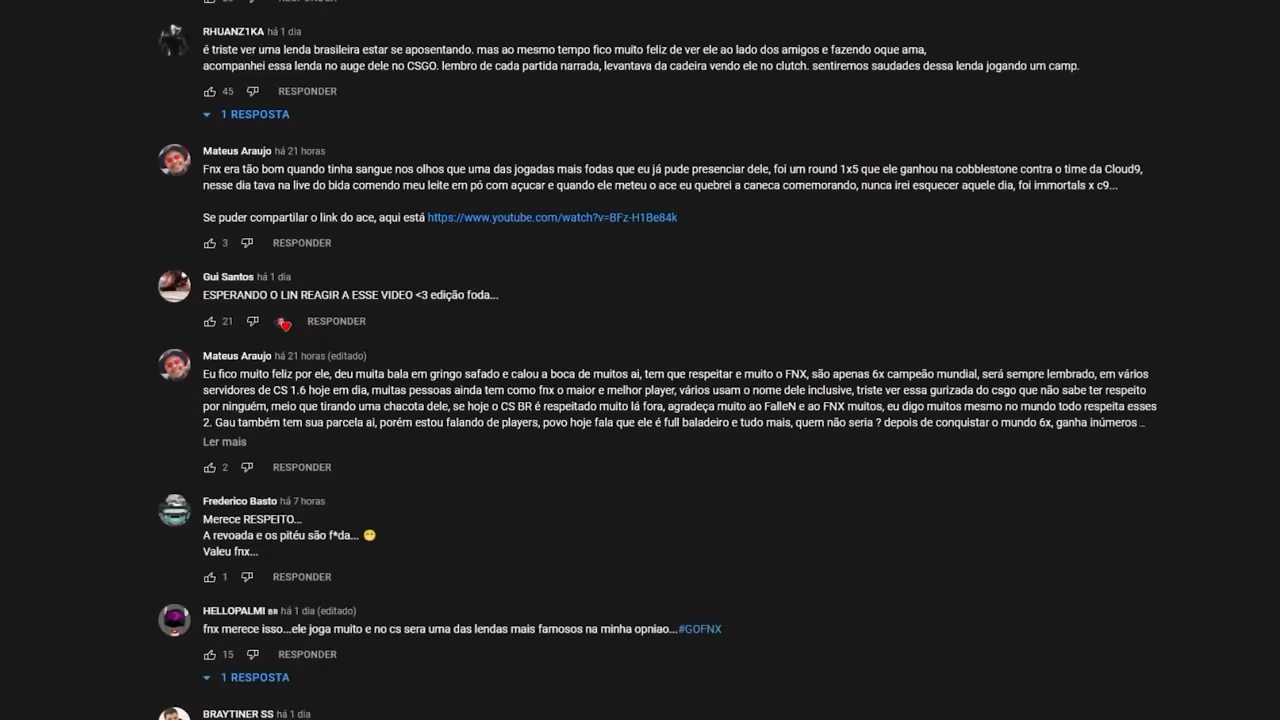 RESPONDER
RHUANZ1KA há 1 dia
é triste ver uma lenda brasileira estar se aposentando. mas ao mesmo tempo fico muito feliz de ver ele ao lado dos amigos e fazendo oque ama,
acompanhei essa lenda no auge dele no CSGO. lembro de cada partida narrada, levantava da cadeira vendo ele no clutch. sentiremos saudades dessa lenda jogando um camp.
45 RESPONDER
1 RESPOSTA
Mateus Araujo há 21 horas
Fnx era tão bom quando tinha sangue nos olhos que uma das jogadas mais fodas que eu já pude presenciar dele, foi um round 1x5 que ele ganhou na cobblestone contra o time da Cloud9,
nesse dia tava na live do bida comendo meu leite em pó com açucar e quando ele meteu o ace eu quebrei a caneca comemorando, nunca irei esquecer aquele dia, foi immortals x c9...
Se puder compartilar o link do ace, aqui está https://www.youtube.com/watch?v=BFz-H1Be84k
3 RESPONDER
Gui Santos há 1 dia
ESPERANDO O LIN REAGIR A ESSE VIDEO <3 edição foda...
21 RESPONDER
Mateus Araujo há 21 horas (editado)
Eu fico muito feliz por ele, deu muita bala em gringo safado e calou a boca de muitos ai, tem que respeitar e muito o FNX, são apenas 6x campeão mundial, será sempre lembrado, em vários
servidores de CS 1.6 hoje em dia, muitas pessoas ainda tem como fnx o maior e melhor player, vários usam o nome dele inclusive, triste ver essa gurizada do csgo que não sabe ter respeito
por ninguém, meio que tirando uma chacota dele, se hoje o CS BR é respeitado muito lá fora, agradeça muito ao FalleN e ao FNX muitos, eu digo muitos mesmo no mundo todo respeita esses
2. Gau também tem sua parcela ai, porém estou falando de players, povo hoje fala que ele é full baladeiro e tudo mais, quem não seria ? depois de conquistar o mundo 6x, ganha inúmeros ..
Ler mais
2 RESPONDER
Frederico Basto há 7 horas
Merece RESPEITO...
A revoada e os pitéu são f*da... 😁
Valeu fnx...
1 RESPONDER
HELLOPALMI BR há 1 dia (editado)
fnx merece isso...ele joga muito e no cs sera uma das lendas mais famosos na minha opniao...#GOFNX
15 RESPONDER
1 RESPOSTA
BRAYTINER SS há 1 dia